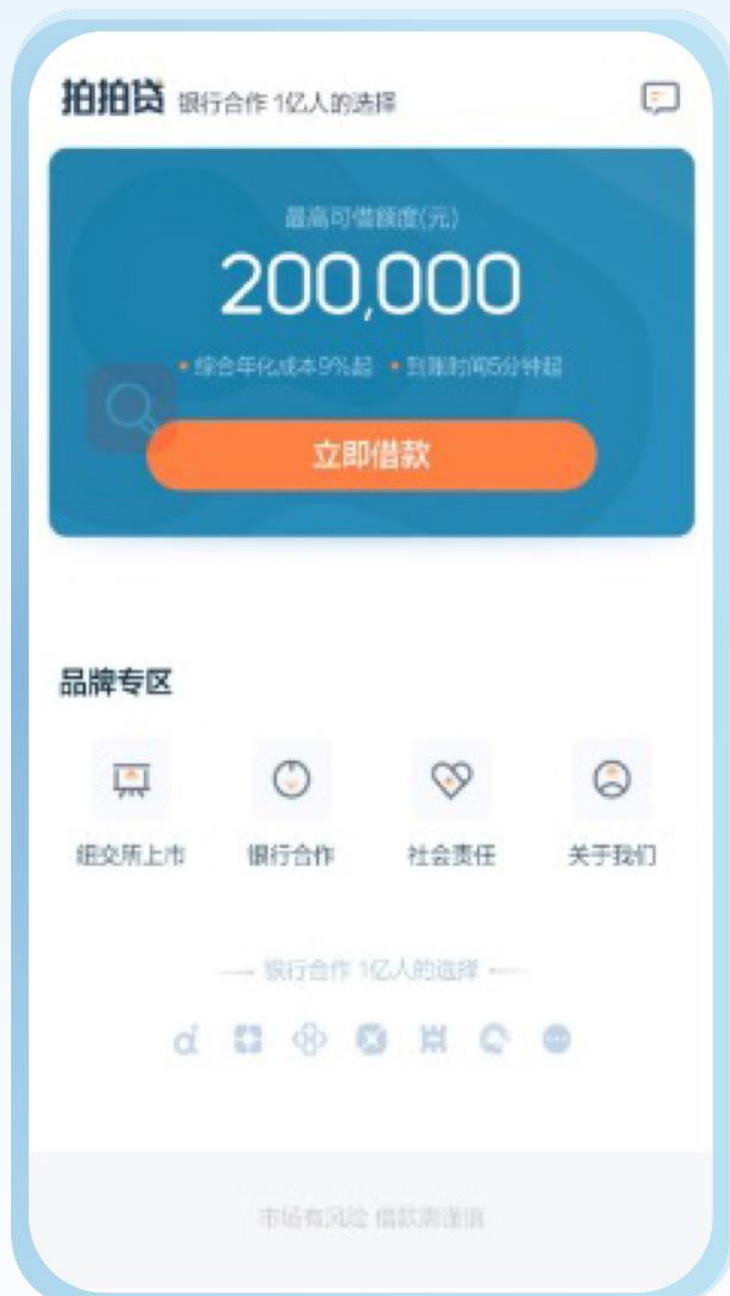 拍拍贷 银行合作 1亿人的选择
最高可借额度(元)
200,000
• 综合年化成本9%起 • 到账时间5分钟起
立即借款
品牌专区
纽交所上市 银行合作 社会责任 关于我们
银行合作 1亿人的选择
市场有风险 借款需谨慎